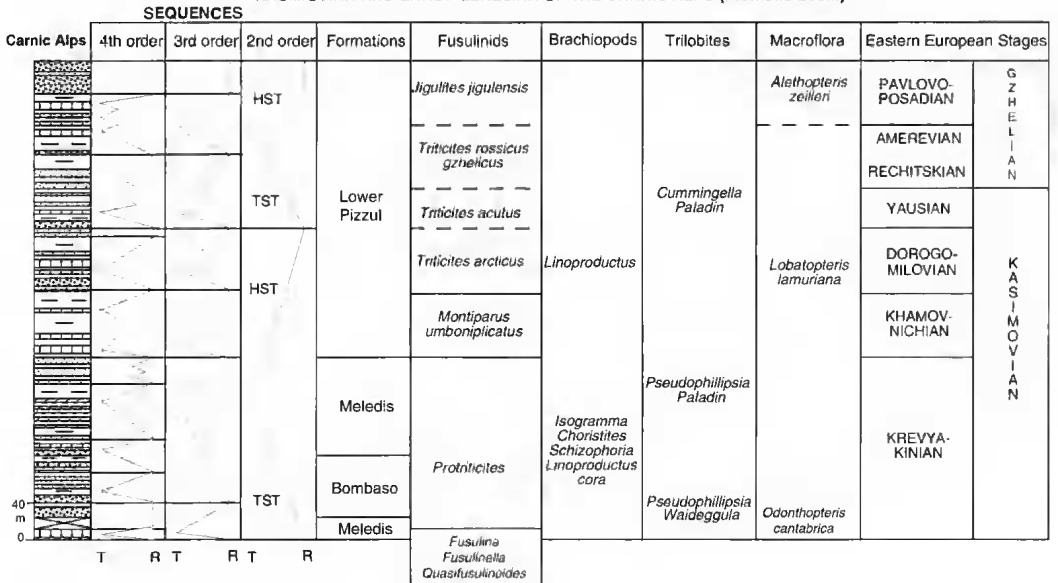 SEQUENCES
Carnic Alps 4th order 3rd order 2nd order Formations Fusulinids Brachiopods Trilobites Macroflora Eastern European Stages
HST
TST
HST
TST
Lower
Pizzul
Meledis
Bombaso
Meledis
Jigulites jigulensis
Triticites rossicus
gzhelicus
Triticites acutus
Triticites arcticus
Montiparus
umboniplicatus
Protriticites
Fusulina
Fusulinella
Quasifusulinoides
Linoproductus
Isogramma
Choristites
Schizophoria
Linoproductus
cora
Cummingella
Paladin
Pseudophillipsia
Paladin
Pseudophillipsia
Waideggula
Alethopteris
zeilleri
Lobatopteris
lamuriana
Odonthopteris
cantabrica
PAVLOVO-
POSADIAN
AMEREVIAN
RECHITSKIAN
YAUSIAN
DOROGO-
MILOVIAN
KHAMOV-
NICHIAN
KREVYA-
KINIAN
GZHELIAN
KASIMOVIAN
40
m
0
T R T R T R